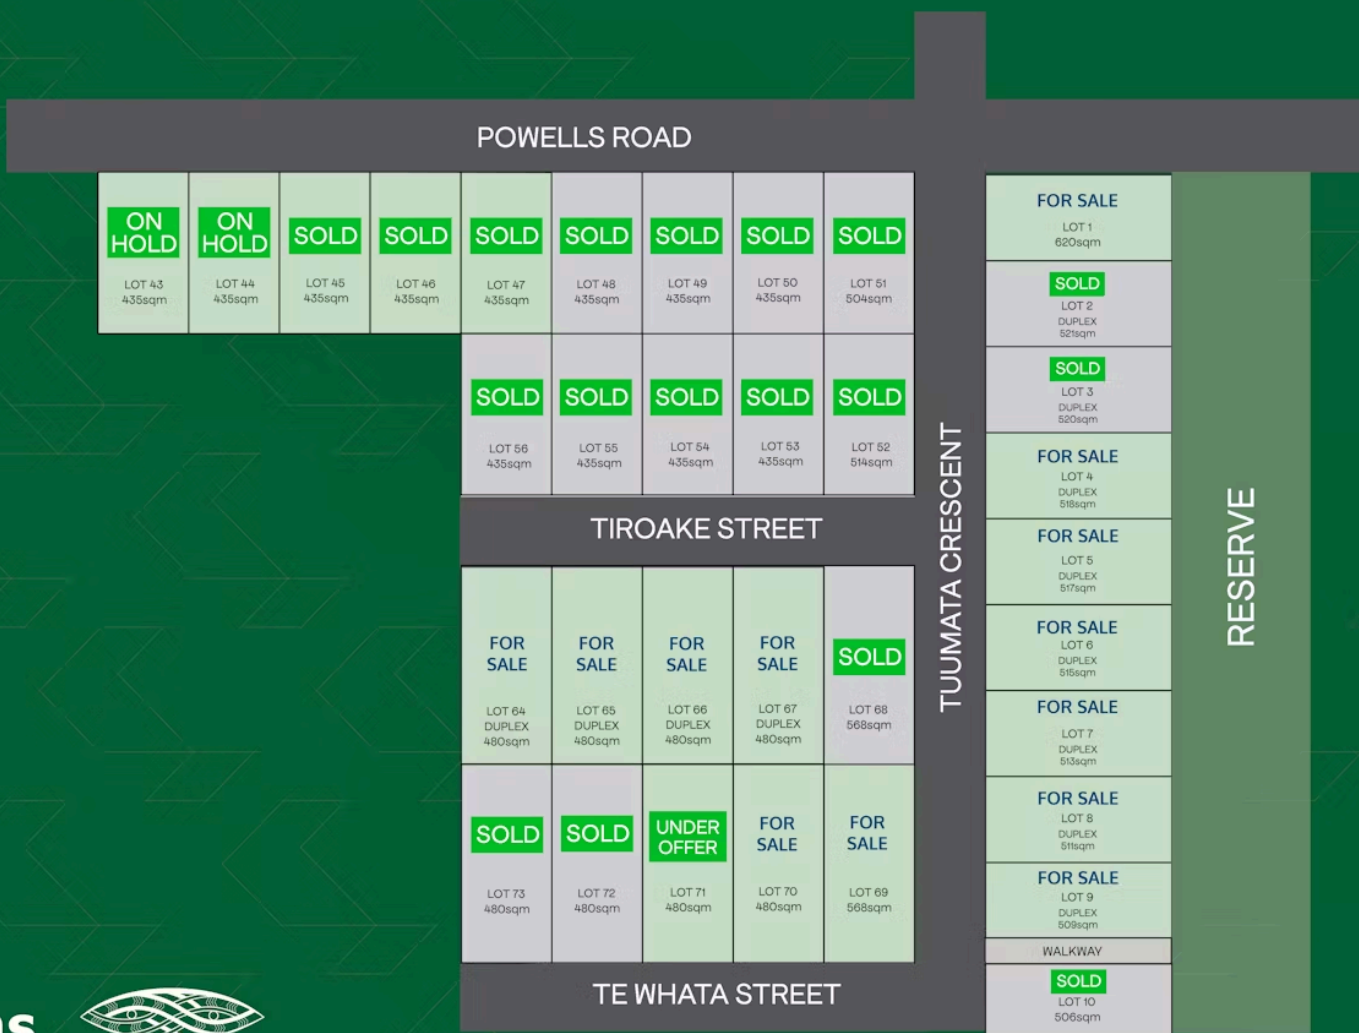 POWELLS ROAD
ON
HOLD
LOT 43
435sqm
ON
HOLD
LOT 44
435sqm
SOLD
LOT 45
435sqm
SOLD
LOT 46
435sqm
SOLD
LOT 47
435sqm
SOLD
LOT 48
435sqm
SOLD
LOT 49
435sqm
SOLD
LOT 50
435sqm
SOLD
LOT 51
504sqm
SOLD
LOT 56
435sqm
SOLD
LOT 55
435sqm
SOLD
LOT 54
435sqm
SOLD
LOT 53
435sqm
SOLD
LOT 52
514sqm
TIROAKE STREET
FOR
SALE
LOT 64
DUPLEX
480sqm
FOR
SALE
LOT 65
DUPLEX
480sqm
FOR
SALE
LOT 66
DUPLEX
480sqm
FOR
SALE
LOT 67
DUPLEX
480sqm
SOLD
LOT 68
568sqm
SOLD
LOT 73
480sqm
SOLD
LOT 72
480sqm
UNDER
OFFER
LOT 71
480sqm
FOR
SALE
LOT 70
480sqm
FOR
SALE
LOT 69
568sqm
TE WHATA STREET
TUUMATA CRESCENT
FOR SALE
LOT 1
620sqm
SOLD
LOT 2
DUPLEX
521sqm
SOLD
LOT 3
DUPLEX
520sqm
FOR SALE
LOT 4
DUPLEX
518sqm
FOR SALE
LOT 5
DUPLEX
517sqm
FOR SALE
LOT 6
DUPLEX
515sqm
FOR SALE
LOT 7
DUPLEX
513sqm
FOR SALE
LOT 8
DUPLEX
511sqm
FOR SALE
LOT 9
DUPLEX
509sqm
WALKWAY
SOLD
LOT 10
506sqm
RESERVE